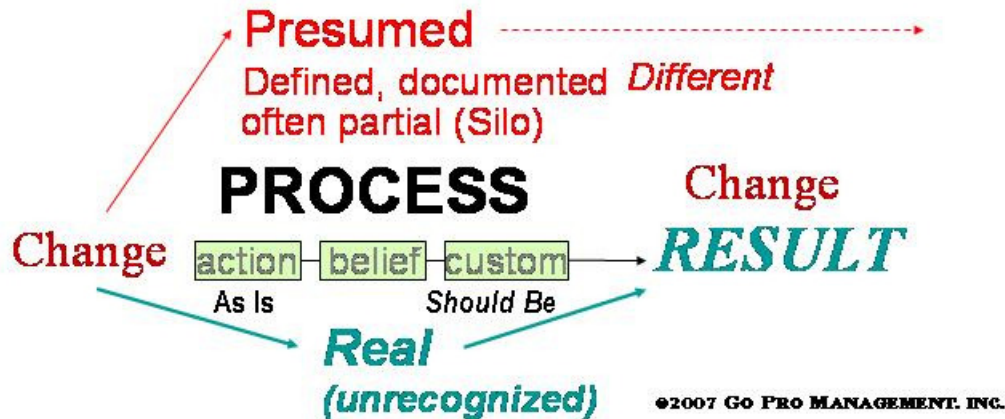 Presumed
Defined, documented Different
often partial (Silo)
PROCESS
Change
Change
action belief custom
RESULT
As Is Should Be
Real
(unrecognized)
©2007 GO PRO MANAGEMENT. INC.